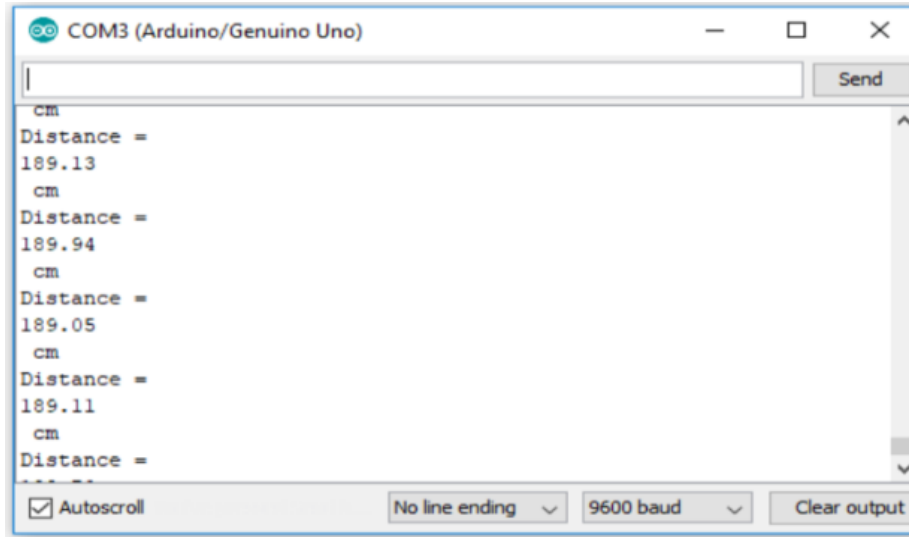 COM3 (Arduino/Genuino Uno)
Send
cm
Distance =
189.13
cm
Distance =
189.94
cm
Distance =
189.05
cm
Distance =
189.11
cm
Distance =
Autoscroll
No line ending
9600 baud
Clear output